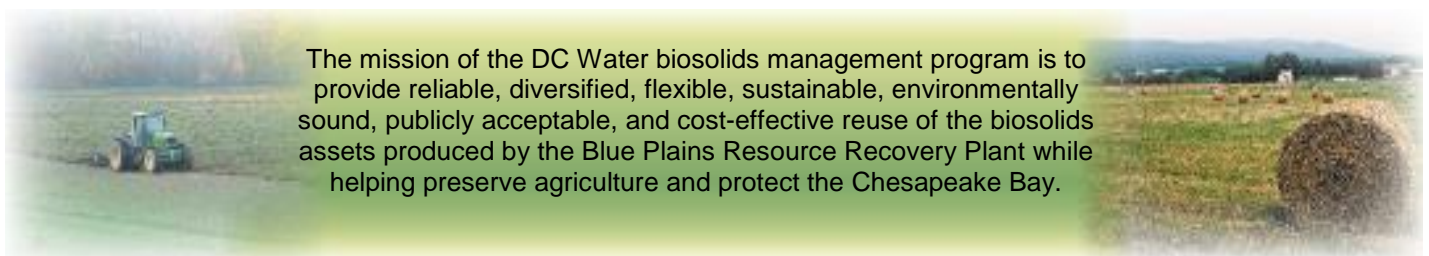 The mission of the DC Water biosolids management program is to
provide reliable, diversified, flexible, sustainable, environmentally
sound, publicly acceptable, and cost-effective reuse of the biosolids
assets produced by the Blue Plains Resource Recovery Plant while
helping preserve agriculture and protect the Chesapeake Bay.